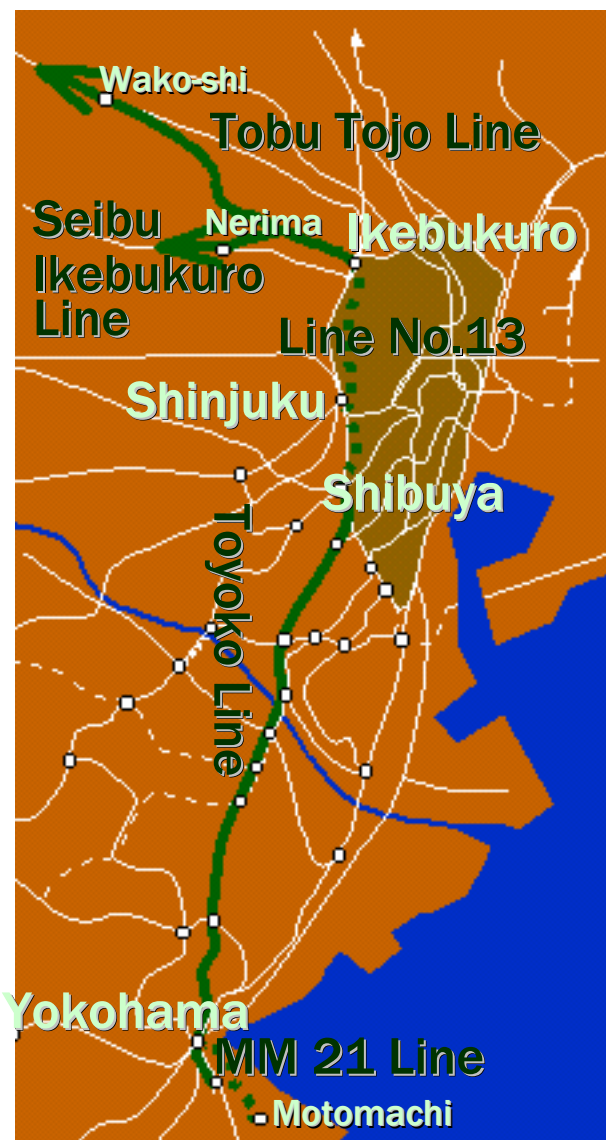 Wako-shi
Tobu Tojo Line
Seibu
Ikebukuro
Line
Nerima
Ikebukuro
Line No.13
Shinjuku
Shibuya
Toyoko Line
Yokohama
MM 21 Line
Motomachi